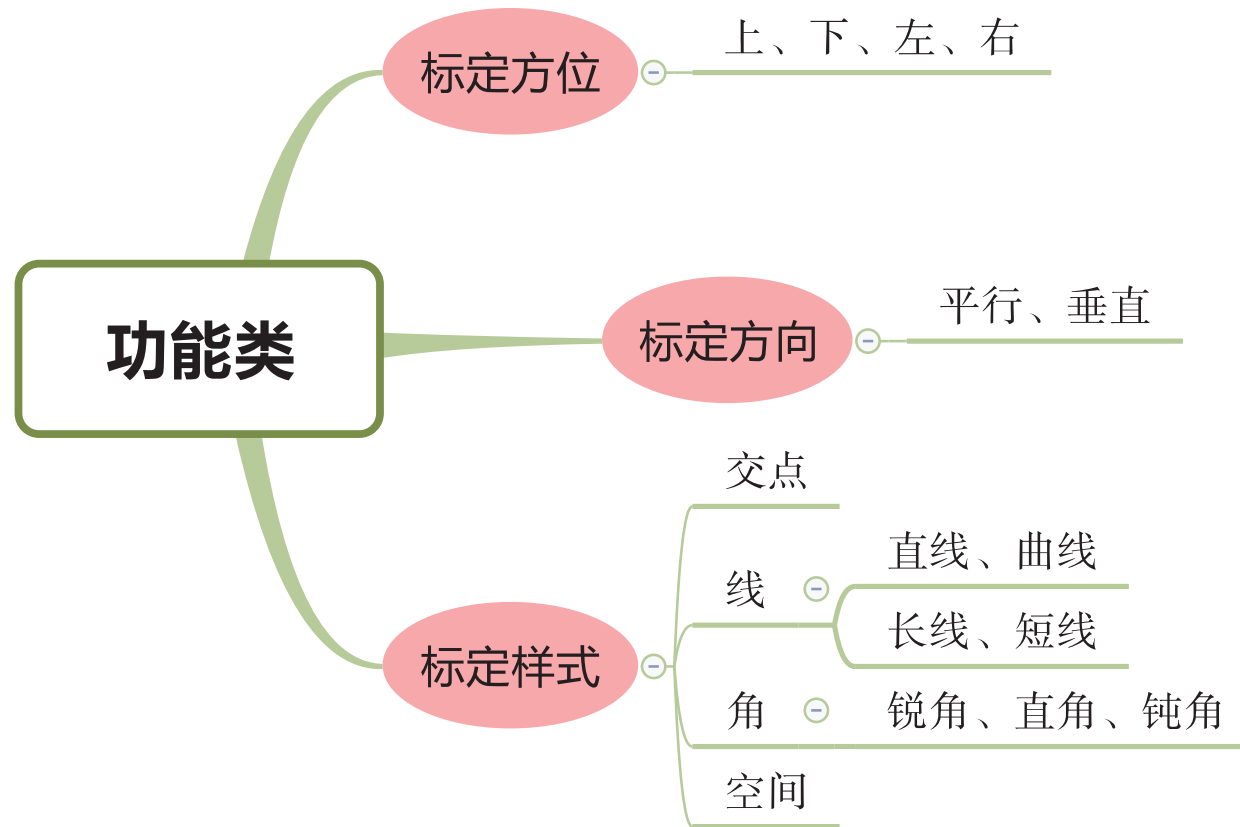 功能类
标定方位
上、下、左、右
标定方向
平行、垂直
标定样式
交点
线
直线、曲线
长线、短线
角
锐角、直角、钝角
空间